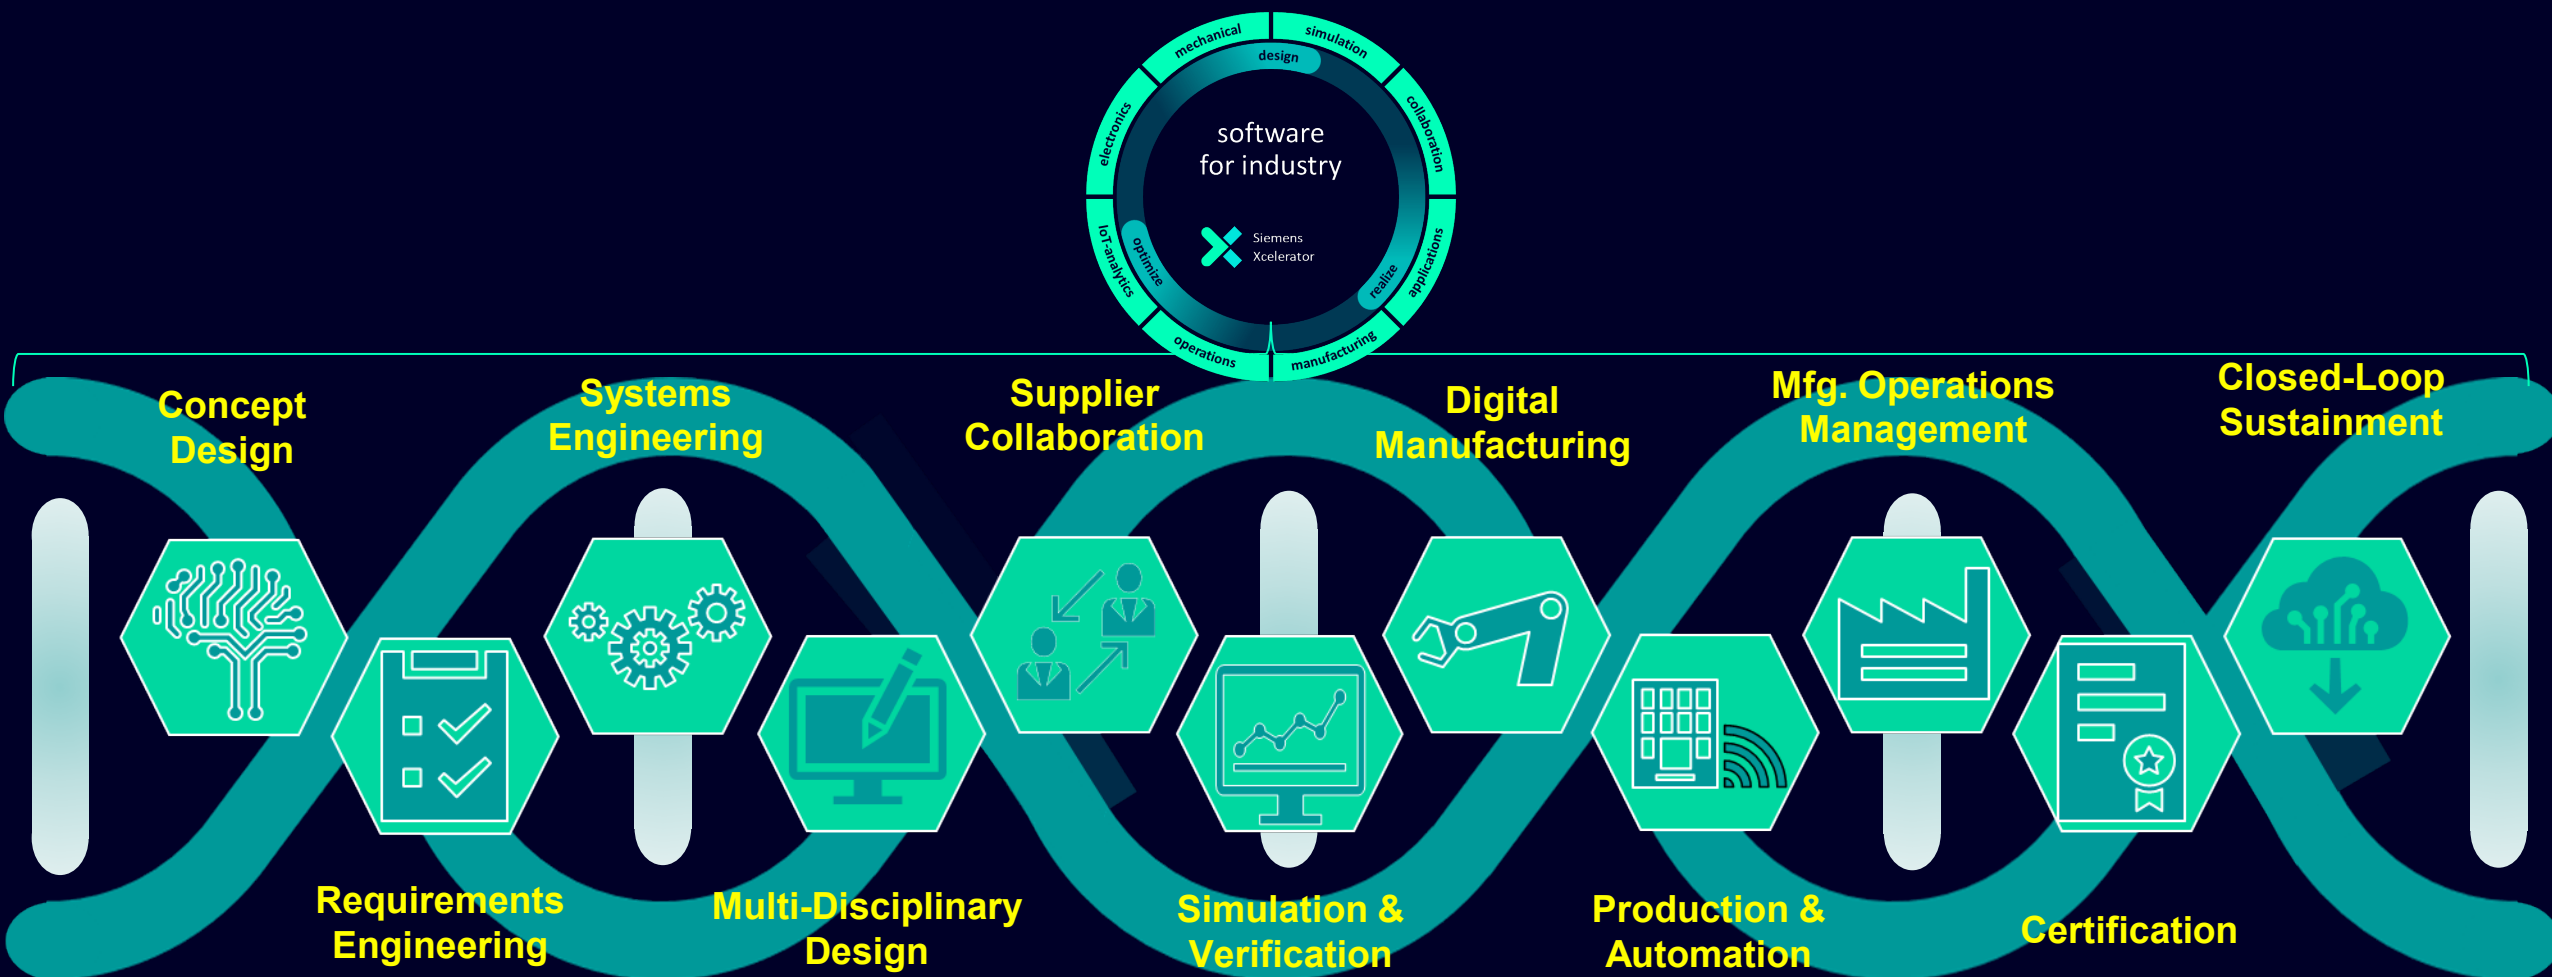 mechanical
simulation
design
electronics
collaboration
software
for industry
Siemens
Xcelerator
IoT-analytics
optimize
realize
applications
operations
manufacturing
Concept
Design
Systems
Engineering
Supplier
Collaboration
Digital
Manufacturing
Mfg. Operations
Management
Closed-Loop
Sustainment
Requirements
Engineering
Multi-Disciplinary
Design
Simulation &
Verification
Production &
Automation
Certification